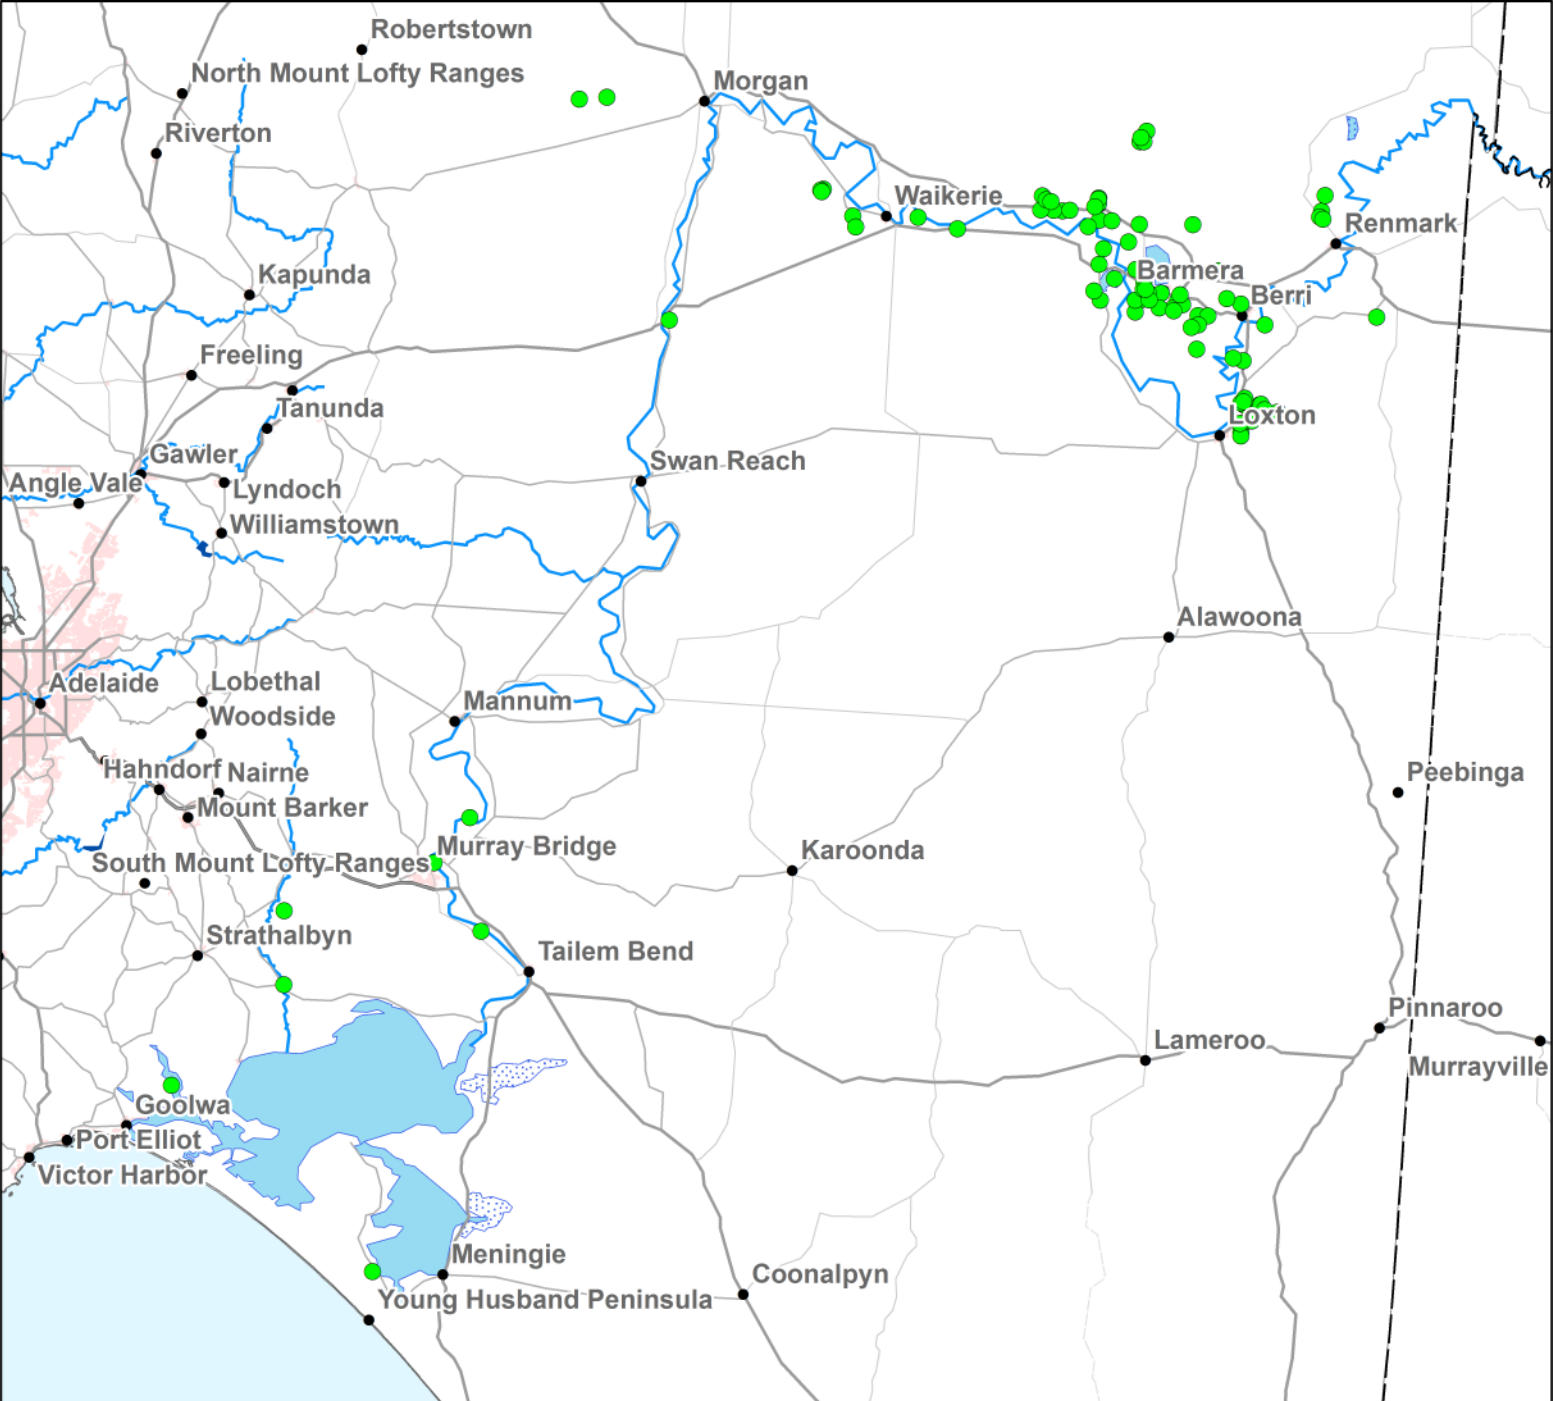 Robertstown
North Mount Lofty Ranges
Morgan
Riverton
Waikerie
Renmark
Kapunda
Barmera
Berri
Freeling
Tanunda
Loxton
Gawler
Swan Reach
Angle Vale
Lyndoch
Williamstown
Alawoona
Adelaide
Lobethal
Mannum
Woodside
Hahndorf
Nairne
Peebinga
Mount Barker
Murray Bridge
Karoonda
South Mount Lofty Ranges
Strathalbyn
Tailem Bend
Pinnaroo
Lameroo
Murrayville
Goolwa
Port Elliot
Victor Harbor
Meningie
Coonalpyn
Young Husband Peninsula